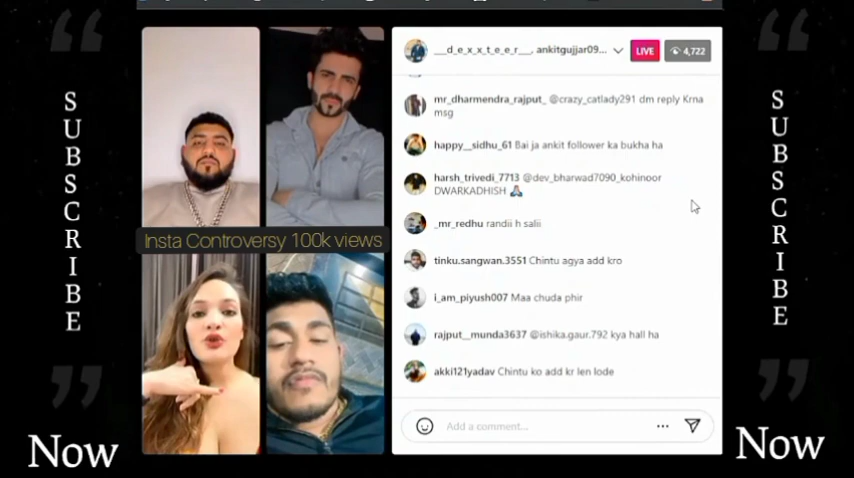 SUBSCRIBE
Now
Insta Controversy 100k views
__d_e_x_x_t_e_e_r__, ankitgujjar09...
LIVE
4,722
mr_dharmendra_rajput_ @crazy_catlady291 dm reply Krna
msg
happy__sidhu_61 Bai ja ankit follower ka bukha ha
harsh_trivedi_7713 @dev_bharwad7090_kohinoor
DWARKADHISH 🙏
_mr_redhu randii h salii
tinku.sangwan.3551 Chintu agya add kro
i_am_piyush007 Maa chuda phir
rajput__munda3637 @ishika.gaur.792 kya hall ha
akki121yadav Chintu ko add kr len lode
Add a comment...
SUBSCRIBE
Now